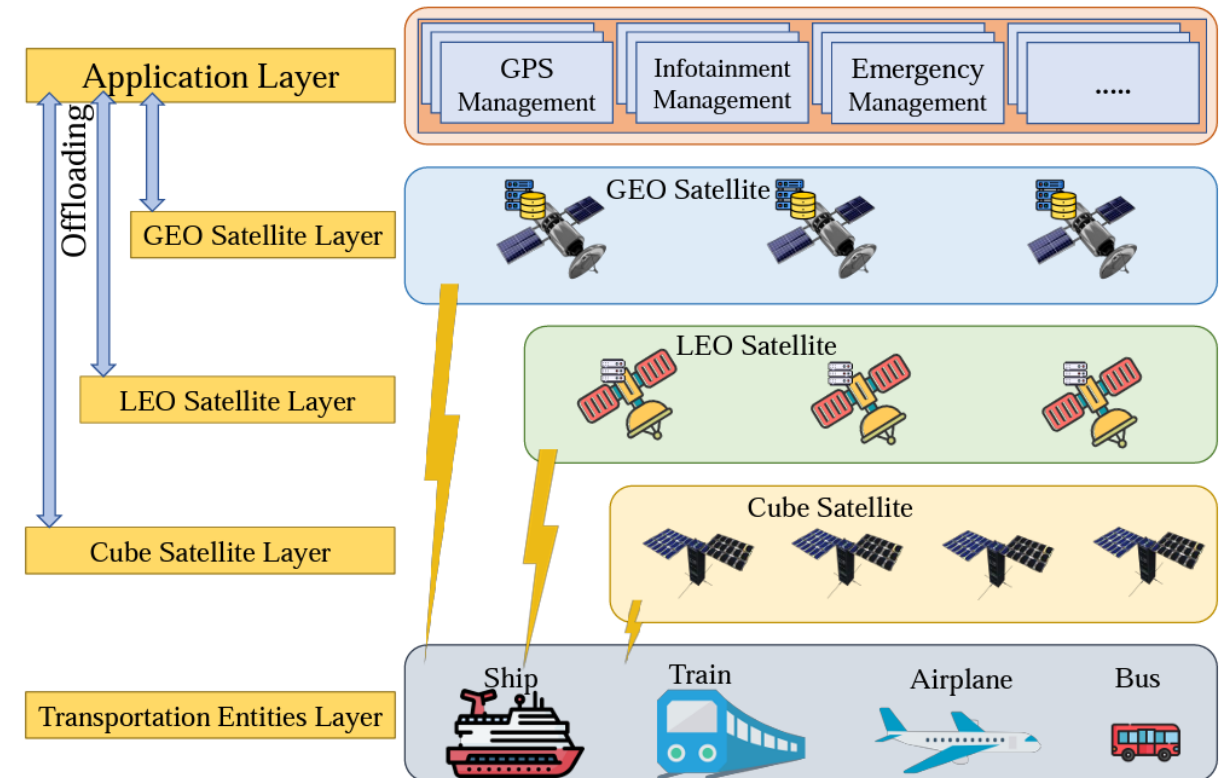 Application Layer
GPS
Management
Infotainment
Management
Emergency
Management
.....
Offloading
GEO Satellite
GEO Satellite Layer
LEO Satellite
LEO Satellite Layer
Cube Satellite
Cube Satellite Layer
Ship
Train
Airplane
Bus
Transportation Entities Layer